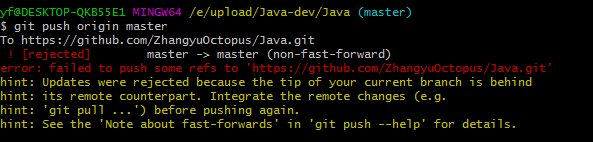 yf@DESKTOP-QKB55E1 MINGW64 /e/upload/Java-dev/Java (master)
$ git push origin master
To https://github.com/ZhangyuOctopus/Java.git
 ! [rejected]        master -> master (non-fast-forward)
error: failed to push some refs to 'https://github.com/ZhangyuOctopus/Java.git'
hint: Updates were rejected because the tip of your current branch is behind
hint: its remote counterpart. Integrate the remote changes (e.g.
hint: 'git pull ...') before pushing again.
hint: See the 'Note about fast-forwards' in 'git push --help' for details.